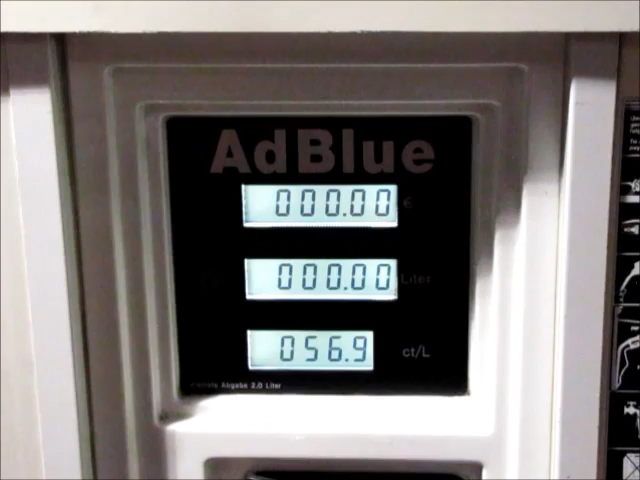 AdBlue
000.00 €
000.00 Liter
056.9 ct/L
Abgabe 2.0 Liter